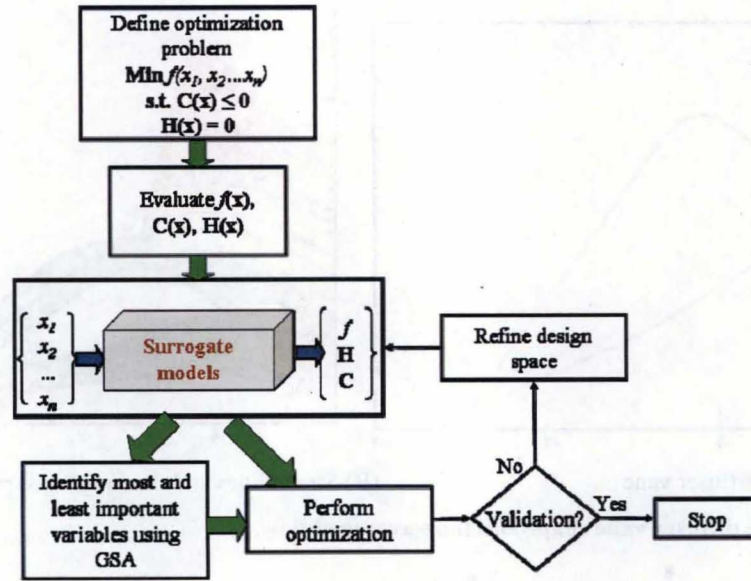 Define optimization
problem
Min f(x1, x2...xn)
s.t. C(x) ≤ 0
H(x) = 0
Evaluate f(x),
C(x), H(x)
x1
x2
...
xn
Surrogate
models
f
H
C
Refine design
space
Identify most and
least important
variables using
GSA
Perform
optimization
No
Validation?
Yes
Stop